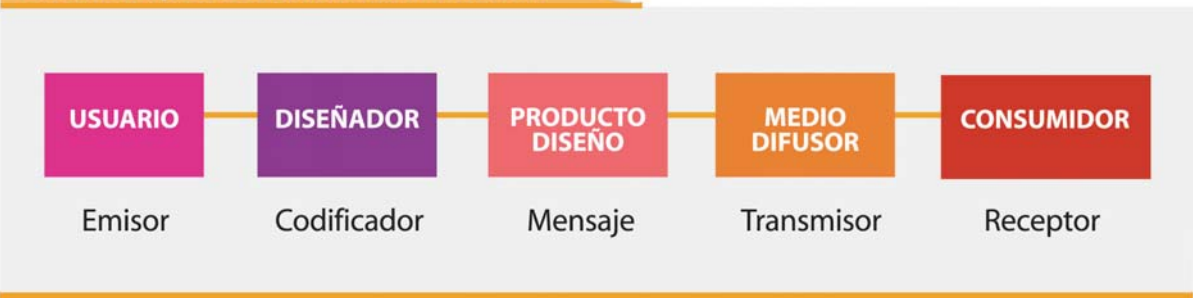 USUARIO
DISEÑADOR
PRODUCTO
DISEÑO
MEDIO
DIFUSOR
CONSUMIDOR
Emisor
Codificador
Mensaje
Transmisor
Receptor